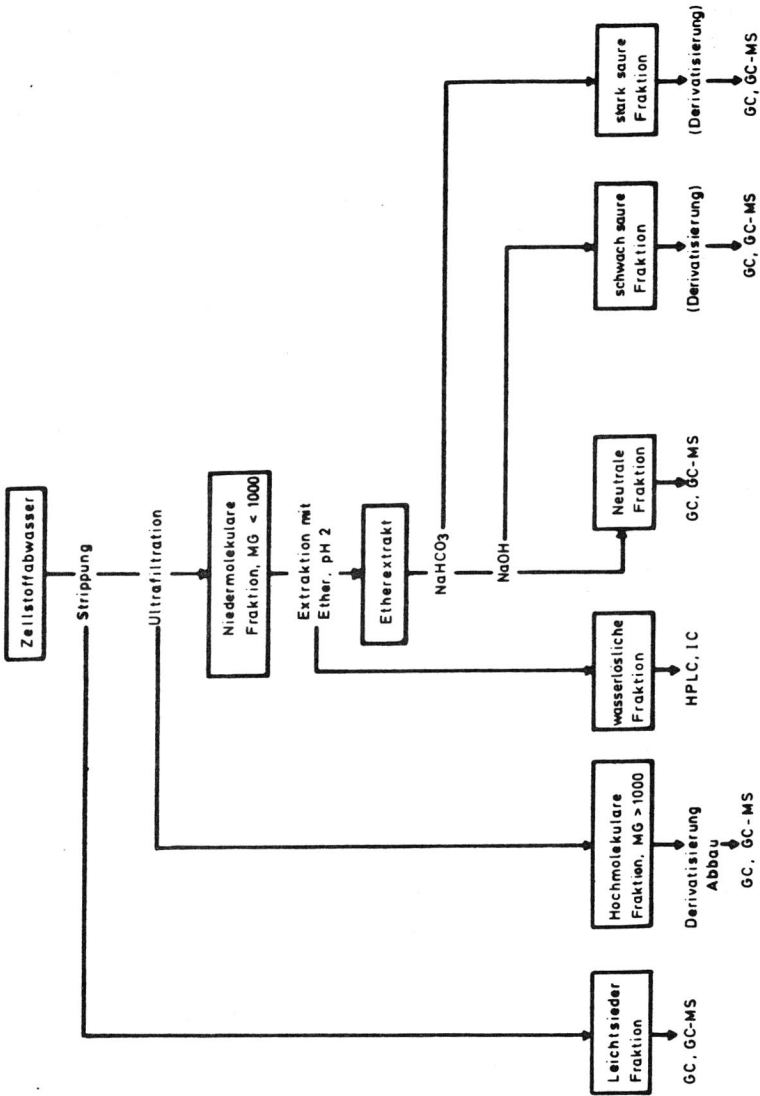 Zellstoffabwasser
Strippung
Ultrafiltration
Niedermolekulare
Fraktion, MG < 1000
Extraktion mit
Ether, pH 2
Etherextrakt
NaHCO3
NaOH
Leichtsieder
Fraktion
GC, GC-MS
Hochmolekulare
Fraktion, MG >1000
Derivatisierung
Abbau
GC, GC-MS
wasserlösliche
Fraktion
HPLC, IC
Neutrale
Fraktion
GC, GC-MS
schwach saure
Fraktion
(Derivatisierung)
GC, GC-MS
stark saure
Fraktion
(Derivatisierung)
GC, GC-MS